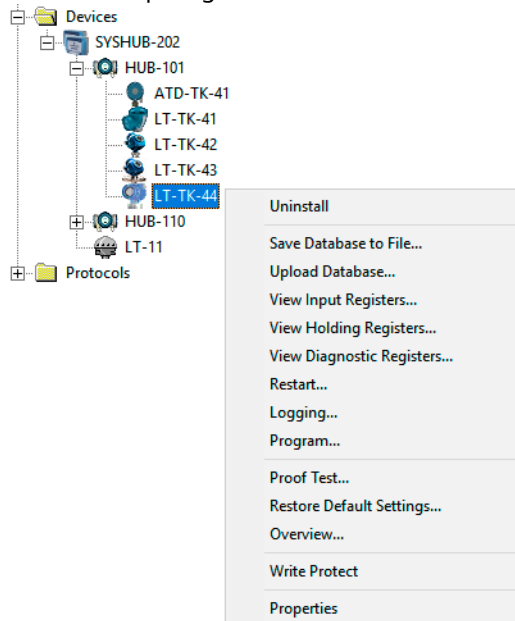 Devices
SYSHUB-202
HUB-101
ATD-TK-41
LT-TK-41
LT-TK-42
LT-TK-43
LT-TK-44
HUB-110
LT-11
Protocols
Uninstall
Save Database to File...
Upload Database...
View Input Registers...
View Holding Registers...
View Diagnostic Registers...
Restart...
Logging...
Program...
Proof Test...
Restore Default Settings...
Overview...
Write Protect
Properties